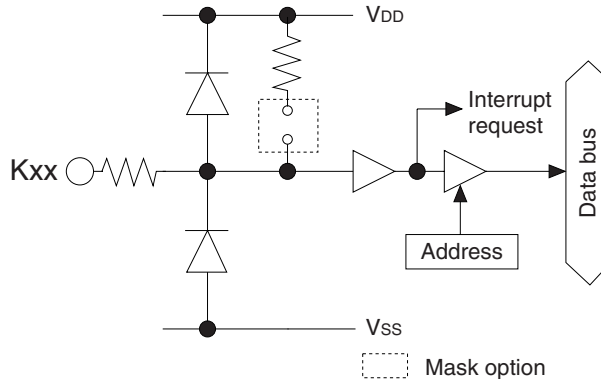 VDD
Interrupt
request
Kxx
Data bus
Address
VSS
Mask option